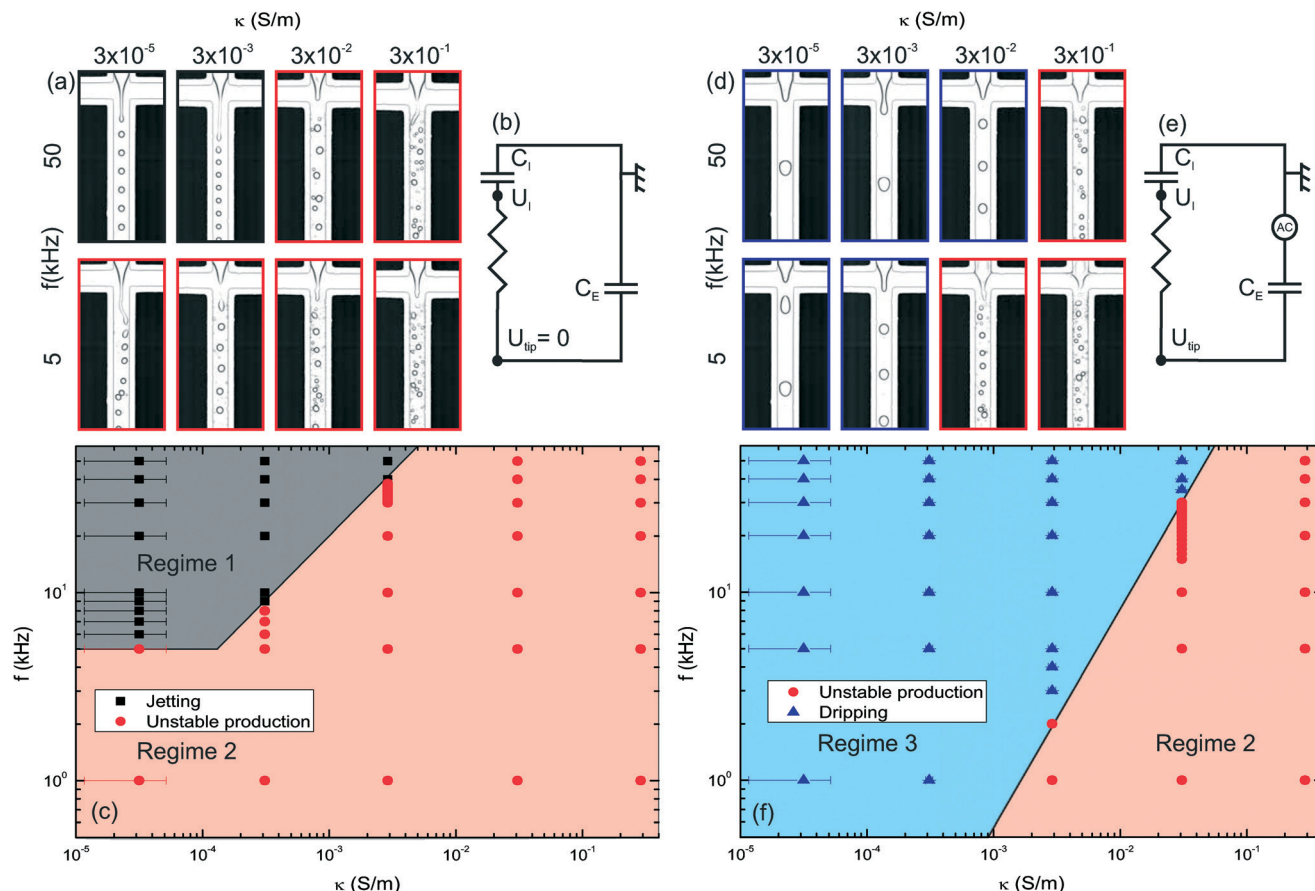 κ (S/m)
3x10⁻⁵ 3x10⁻³ 3x10⁻² 3x10⁻¹
(a)
f(kHz)
50
5
(b)
C_I
U_I
C_E
U_tip = 0
κ (S/m)
3x10⁻⁵ 3x10⁻³ 3x10⁻² 3x10⁻¹
(d)
f(kHz)
50
5
(e)
C_I
U_I
AC
C_E
U_tip
f (kHz)
10¹
10⁰
Regime 1
Jetting
Unstable production
Regime 2
(c)
10⁻⁵ 10⁻⁴ 10⁻³ 10⁻² 10⁻¹
κ (S/m)
f (kHz)
10¹
10⁰
Unstable production
Dripping
Regime 3
Regime 2
(f)
10⁻⁵ 10⁻⁴ 10⁻³ 10⁻² 10⁻¹
κ (S/m)